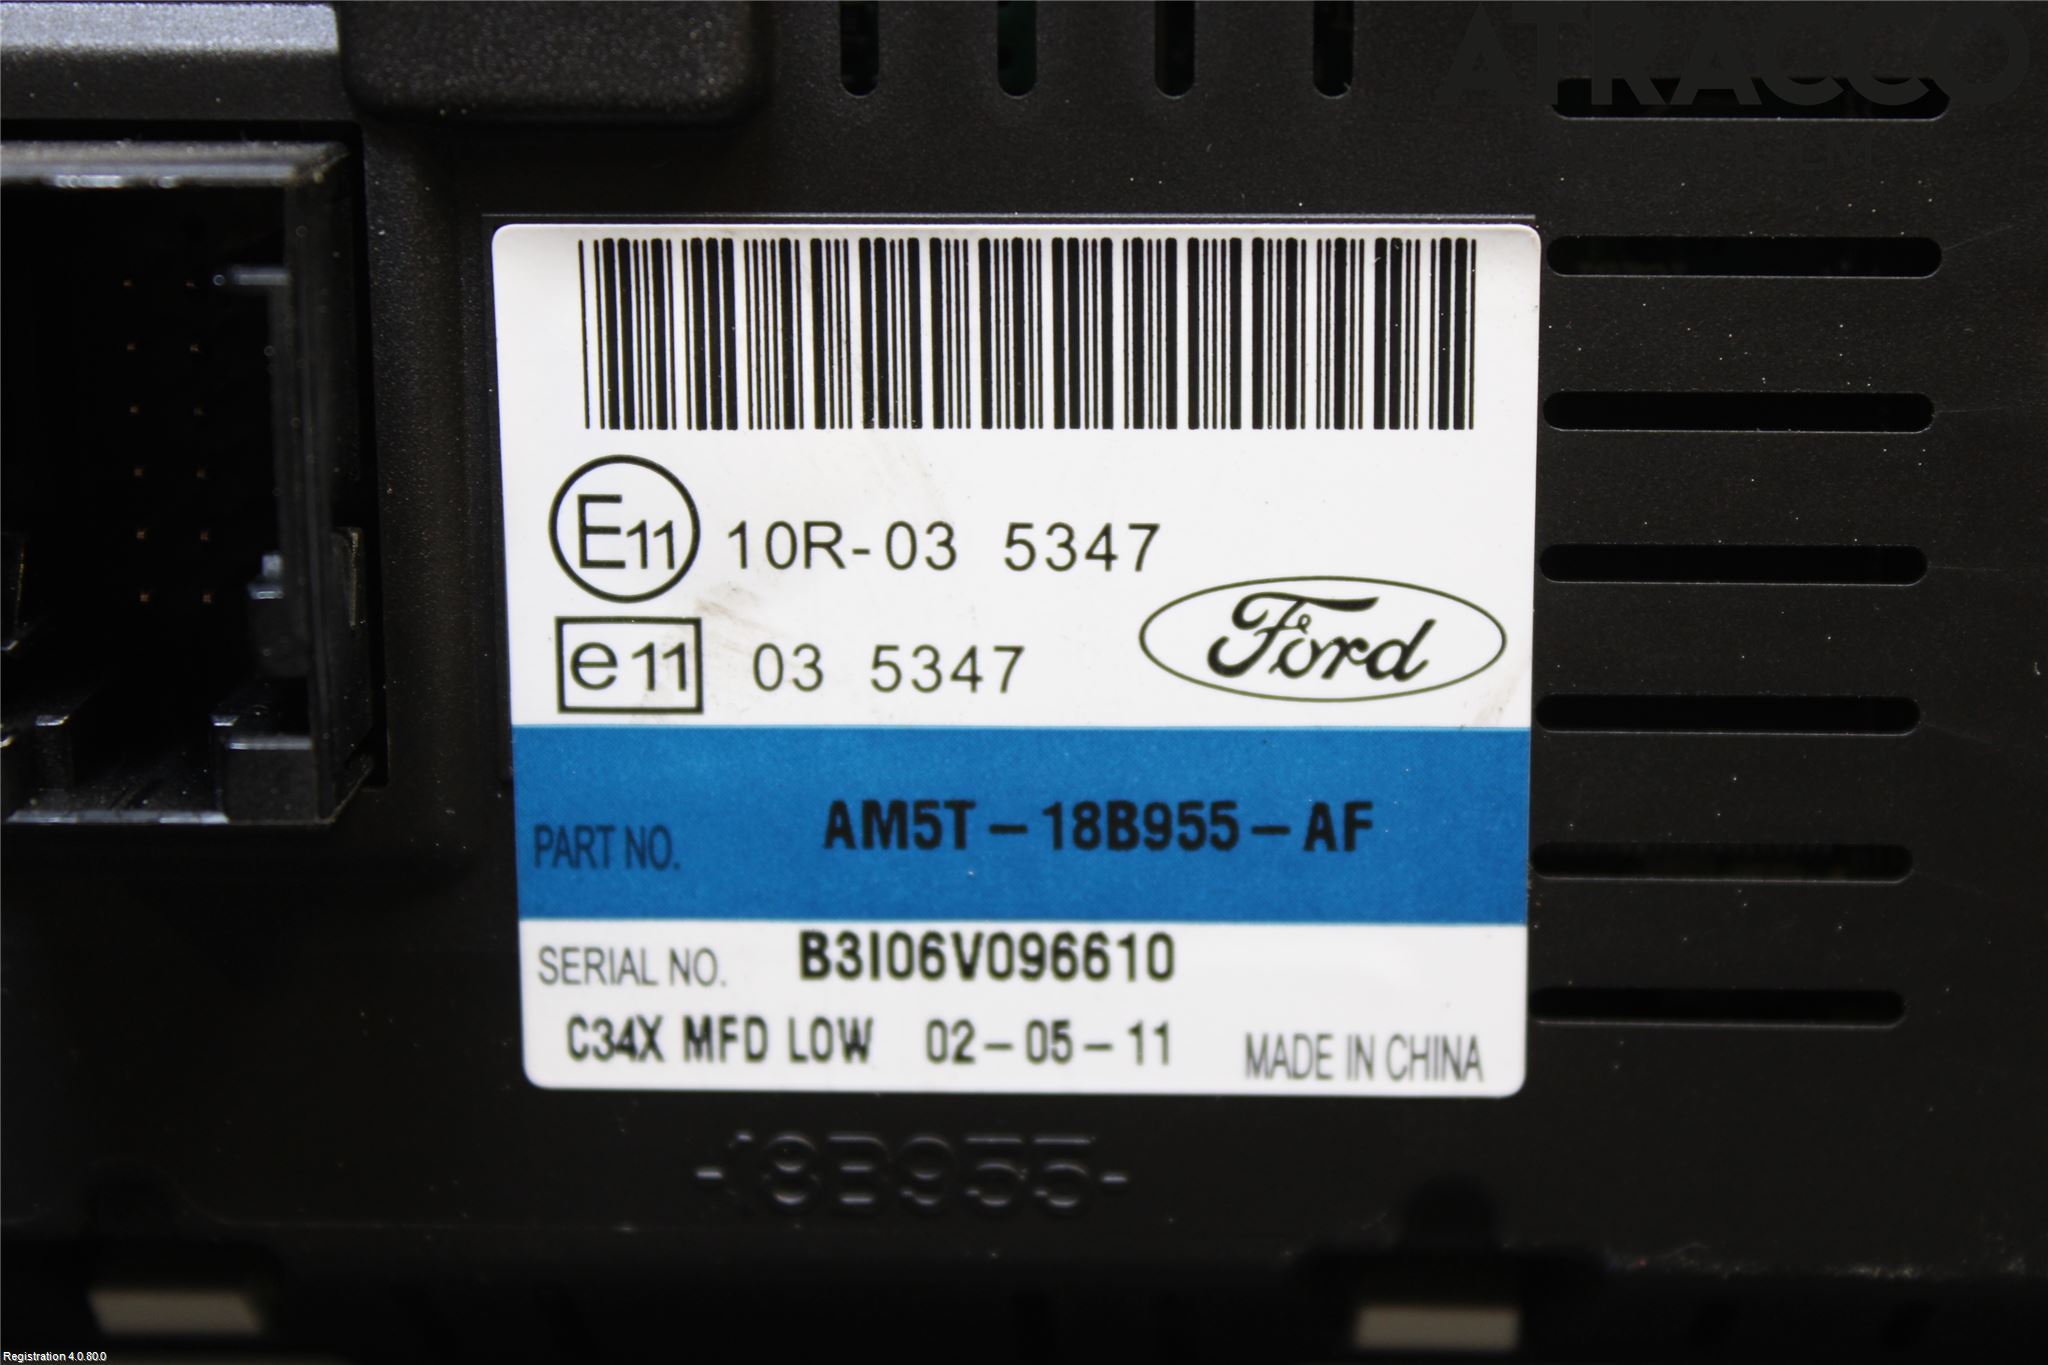 ATRACCO
E11 10R-03 5347
e11 03 5347
Ford
PART NO. AM5T-18B955-AF
SERIAL NO. B3I06V096610
C34X MFD LOW 02-05-11 MADE IN CHINA
-18B955-
Registration 4.0.80.0